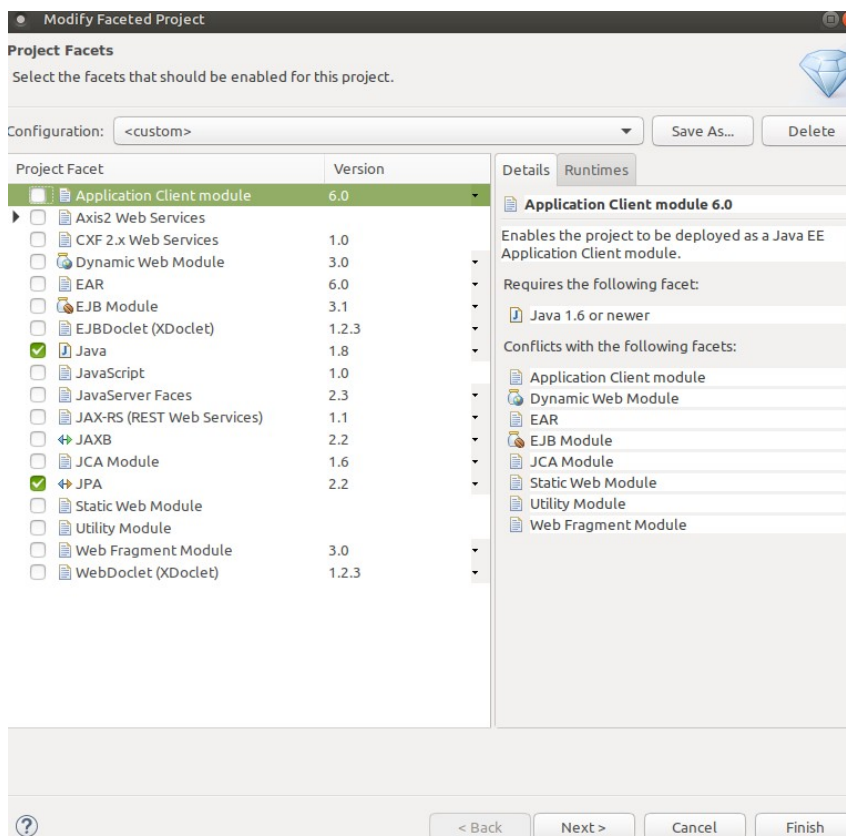 Modify Faceted Project
Project Facets
Select the facets that should be enabled for this project.
Configuration: <custom> Save As... Delete
Project Facet Version
Application Client module 6.0
Axis2 Web Services
CXF 2.x Web Services 1.0
Dynamic Web Module 3.0
EAR 6.0
EJB Module 3.1
EJBDoclet (XDoclet) 1.2.3
Java 1.8
JavaScript 1.0
JavaServer Faces 2.3
JAX-RS (REST Web Services) 1.1
JAXB 2.2
JCA Module 1.6
JPA 2.2
Static Web Module
Utility Module
Web Fragment Module 3.0
WebDoclet (XDoclet) 1.2.3
Details Runtimes
Application Client module 6.0
Enables the project to be deployed as a Java EE
Application Client module.
Requires the following facet:
Java 1.6 or newer
Conflicts with the following facets:
Application Client module
Dynamic Web Module
EAR
EJB Module
JCA Module
Static Web Module
Utility Module
Web Fragment Module
? < Back Next > Cancel Finish